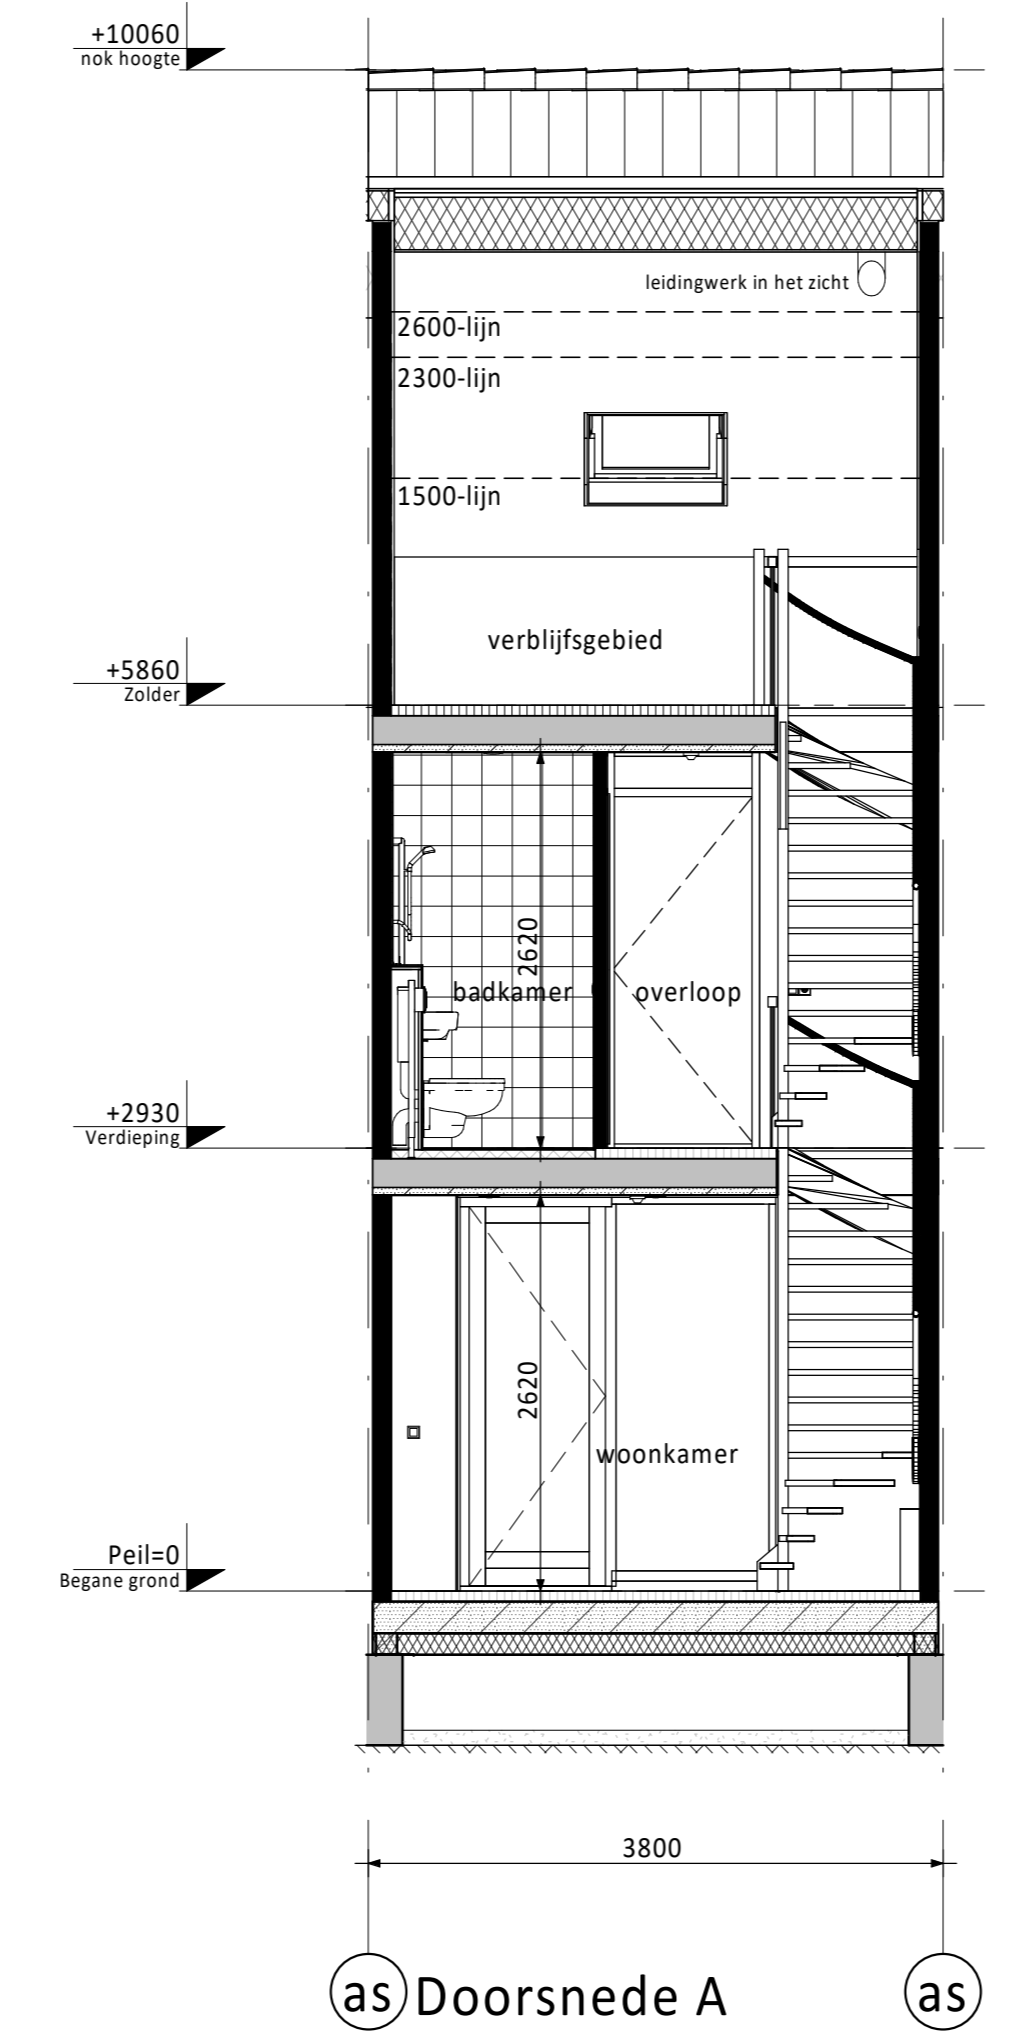 +10060
nok hoogte
leidingwerk in het zicht
2600-lijn
2300-lijn
1500-lijn
verblijfsgebied
+5860
Zolder
2620
badkamer
overloop
+2930
Verdieping
2620
woonkamer
Peil=0
Begane grond
3800
as
Doorsnede A
as